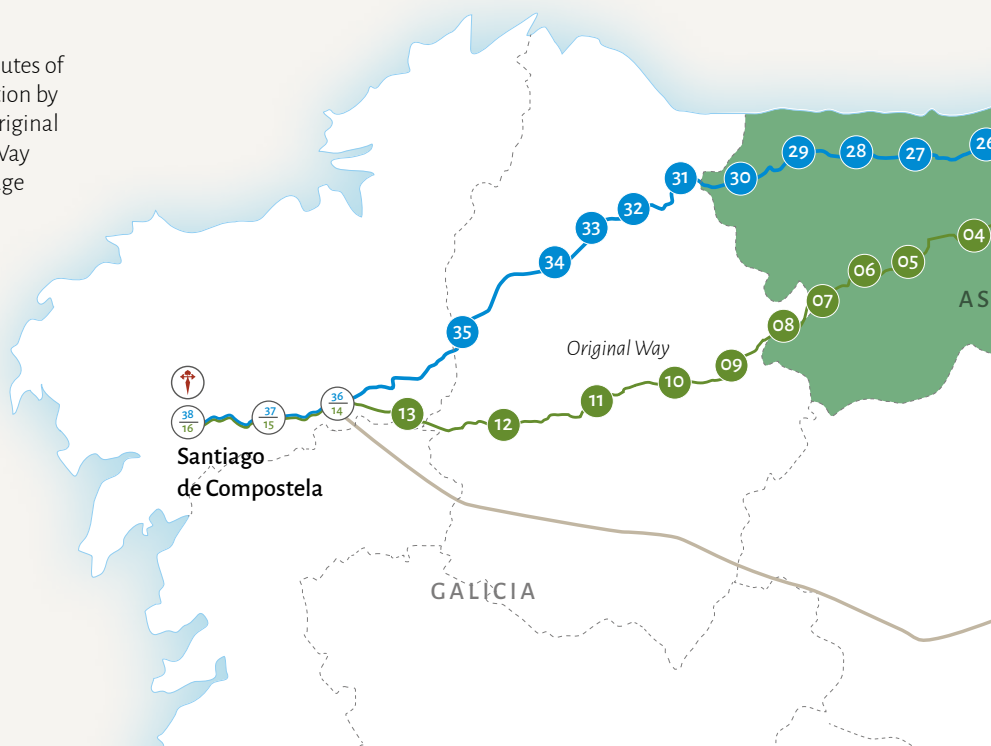 utes of
ion by
riginal
Way
ge
26
29
28
27
31
30
32
33
04
34
05
06
07
35
08
Original Way
09
10
36
14
11
13
37
15
38
16
12
AS
Santiago
de Compostela
GALICIA